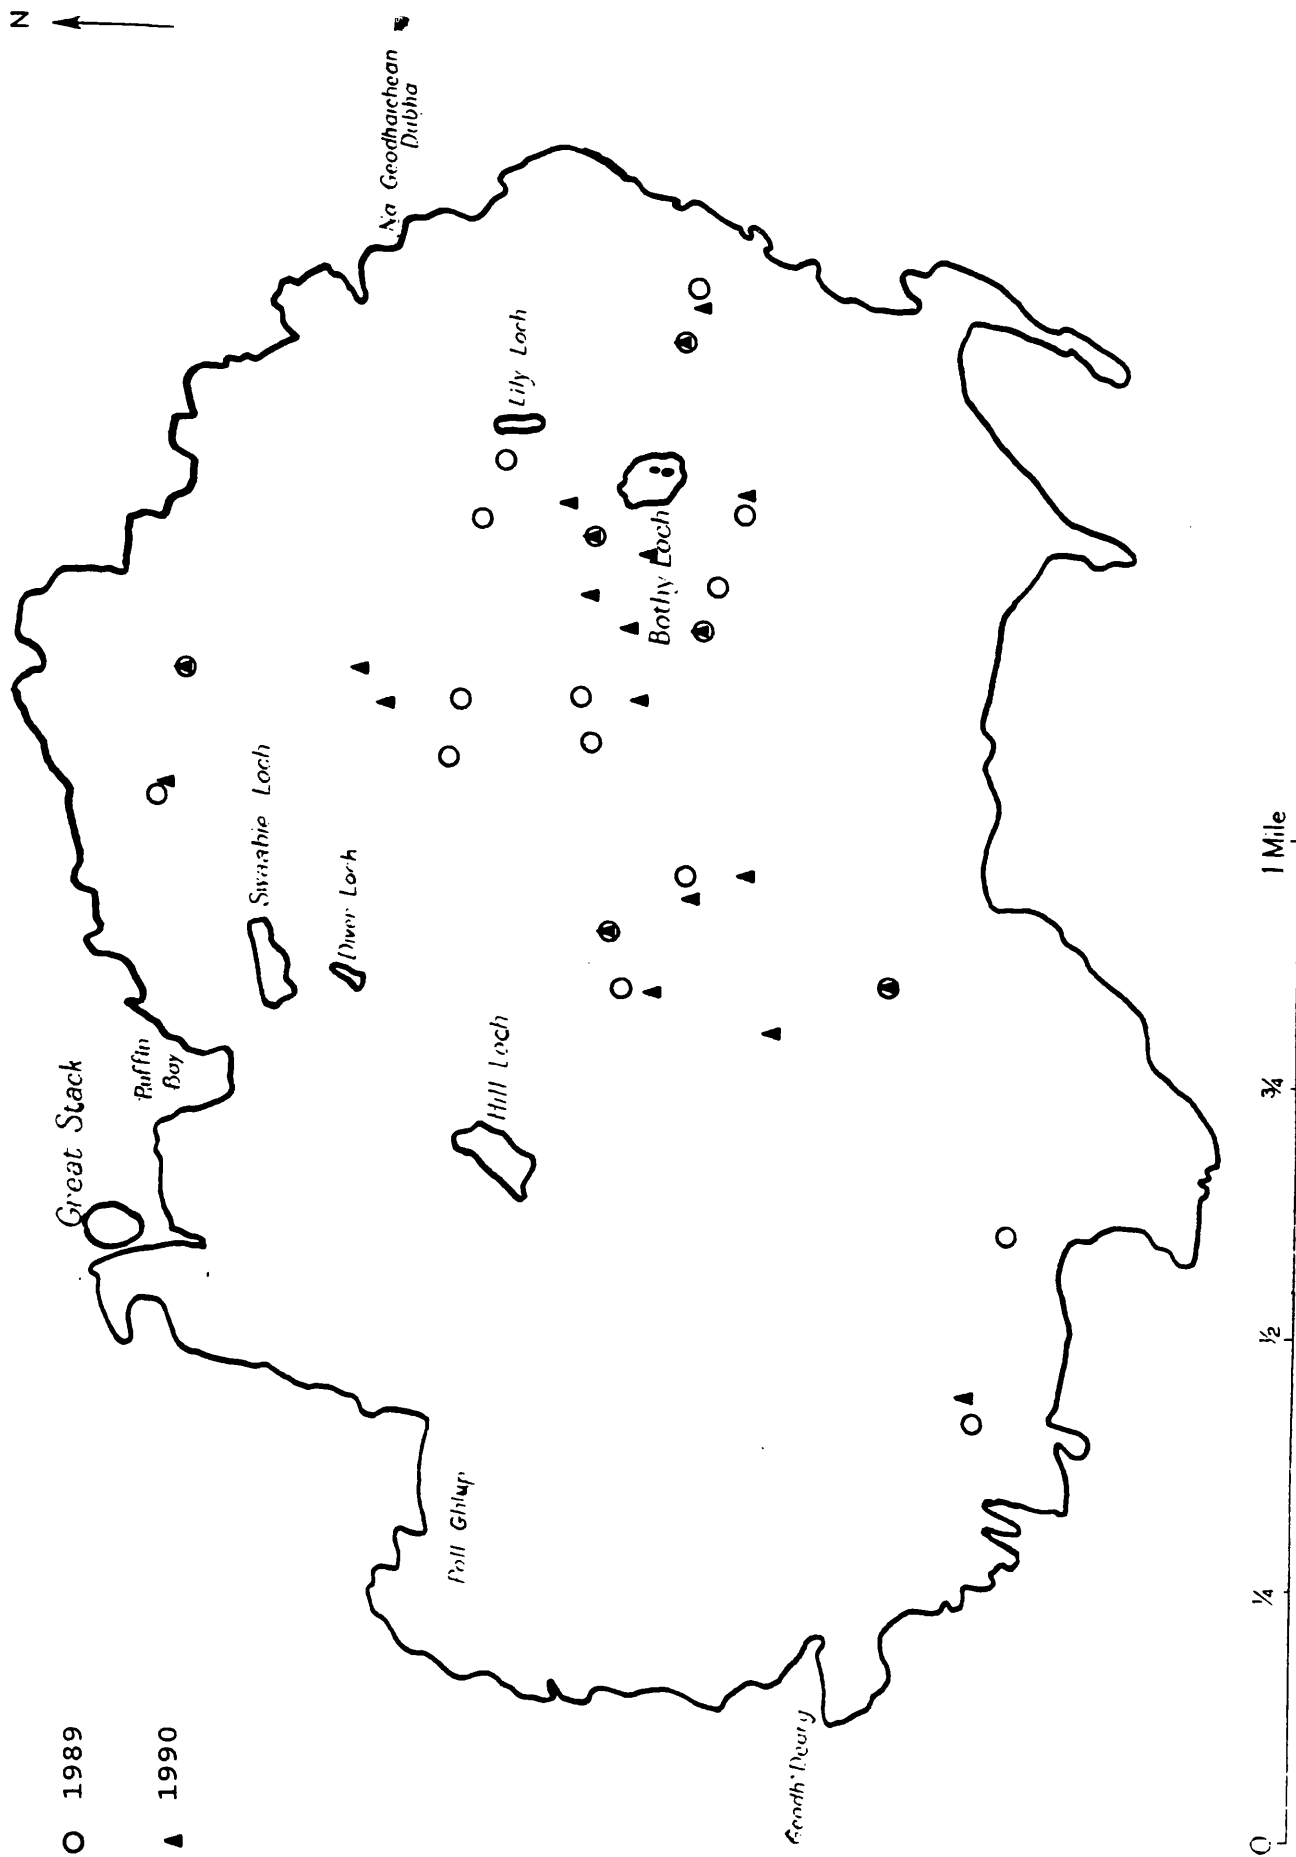 N
○ 1989
▲ 1990
Great Stack
Puffin
Bay
Swaabie Loch
Diver Loch
Na Geodhaichean
Dubha
Lily Loch
Hill Loch
Poll Ghlup
Bothy Loch
Geodh'
0
¼
½
¾
1 Mile